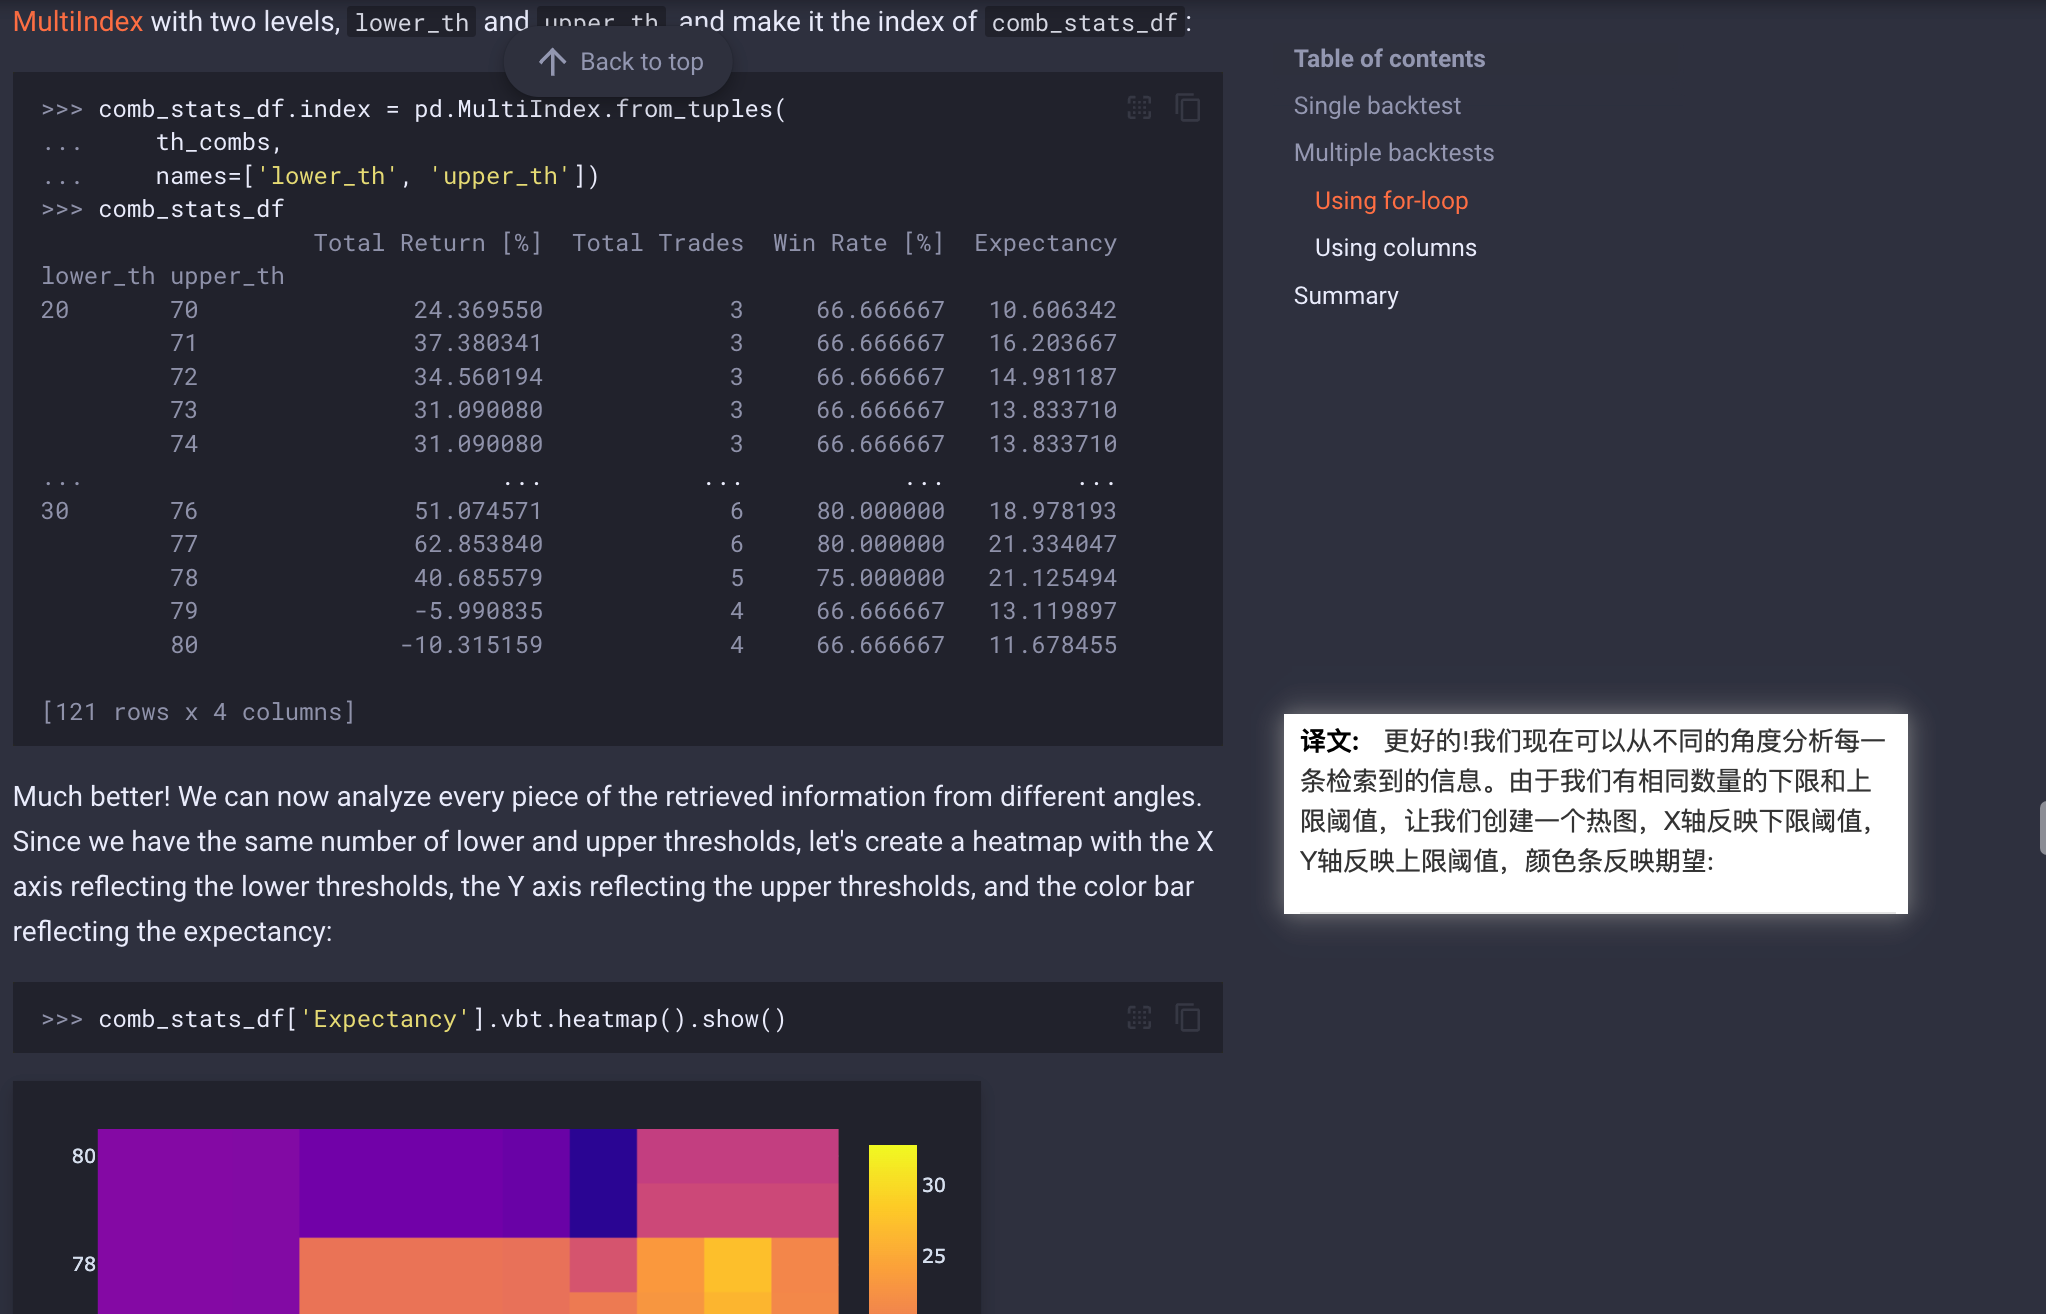 MultiIndex with two levels, lower_th and upper_th and make it the index of comb_stats_df:
Back to top
>>> comb_stats_df.index = pd.MultiIndex.from_tuples(
... th_combs,
... names=['lower_th', 'upper_th'])
>>> comb_stats_df
Total Return [%] Total Trades Win Rate [%] Expectancy
lower_th upper_th
20 70 24.369550 3 66.666667 10.606342
71 37.380341 3 66.666667 16.203667
72 34.560194 3 66.666667 14.981187
73 31.090080 3 66.666667 13.833710
74 31.090080 3 66.666667 13.833710
... ... ... ... ...
30 76 51.074571 6 80.000000 18.978193
77 62.853840 6 80.000000 21.334047
78 40.685579 5 75.000000 21.125494
79 -5.990835 4 66.666667 13.119897
80 -10.315159 4 66.666667 11.678455
[121 rows x 4 columns]
Much better! We can now analyze every piece of the retrieved information from different angles.
Since we have the same number of lower and upper thresholds, let's create a heatmap with the X
axis reflecting the lower thresholds, the Y axis reflecting the upper thresholds, and the color bar
reflecting the expectancy:
>>> comb_stats_df['Expectancy'].vbt.heatmap().show()
80
78
30
25
Table of contents
Single backtest
Multiple backtests
Using for-loop
Using columns
Summary
译文: 更好的!我们现在可以从不同的角度分析每一
条检索到的信息。由于我们有相同数量的下限和上
限阈值，让我们创建一个热图，X轴反映下限阈值，
Y轴反映上限阈值，颜色条反映期望: